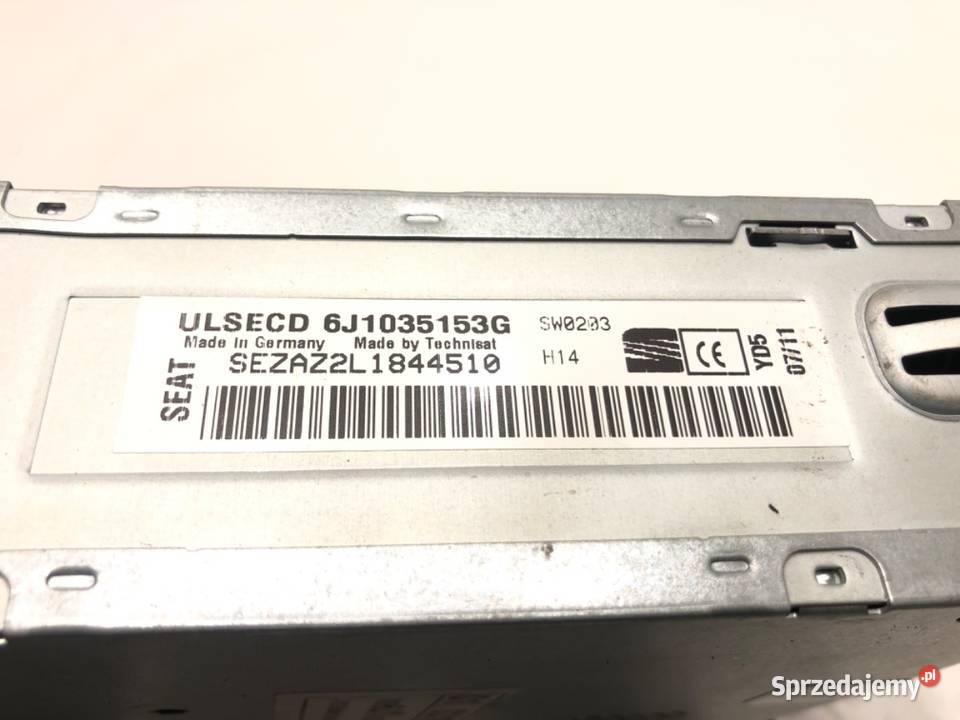 ULSECD 6J1035153G SW0203
Made in Germany Made by Technisat
SEZAZ2L1844510 H14
SEAT
CE
YD5
07/11
Sprzedajemy.pl